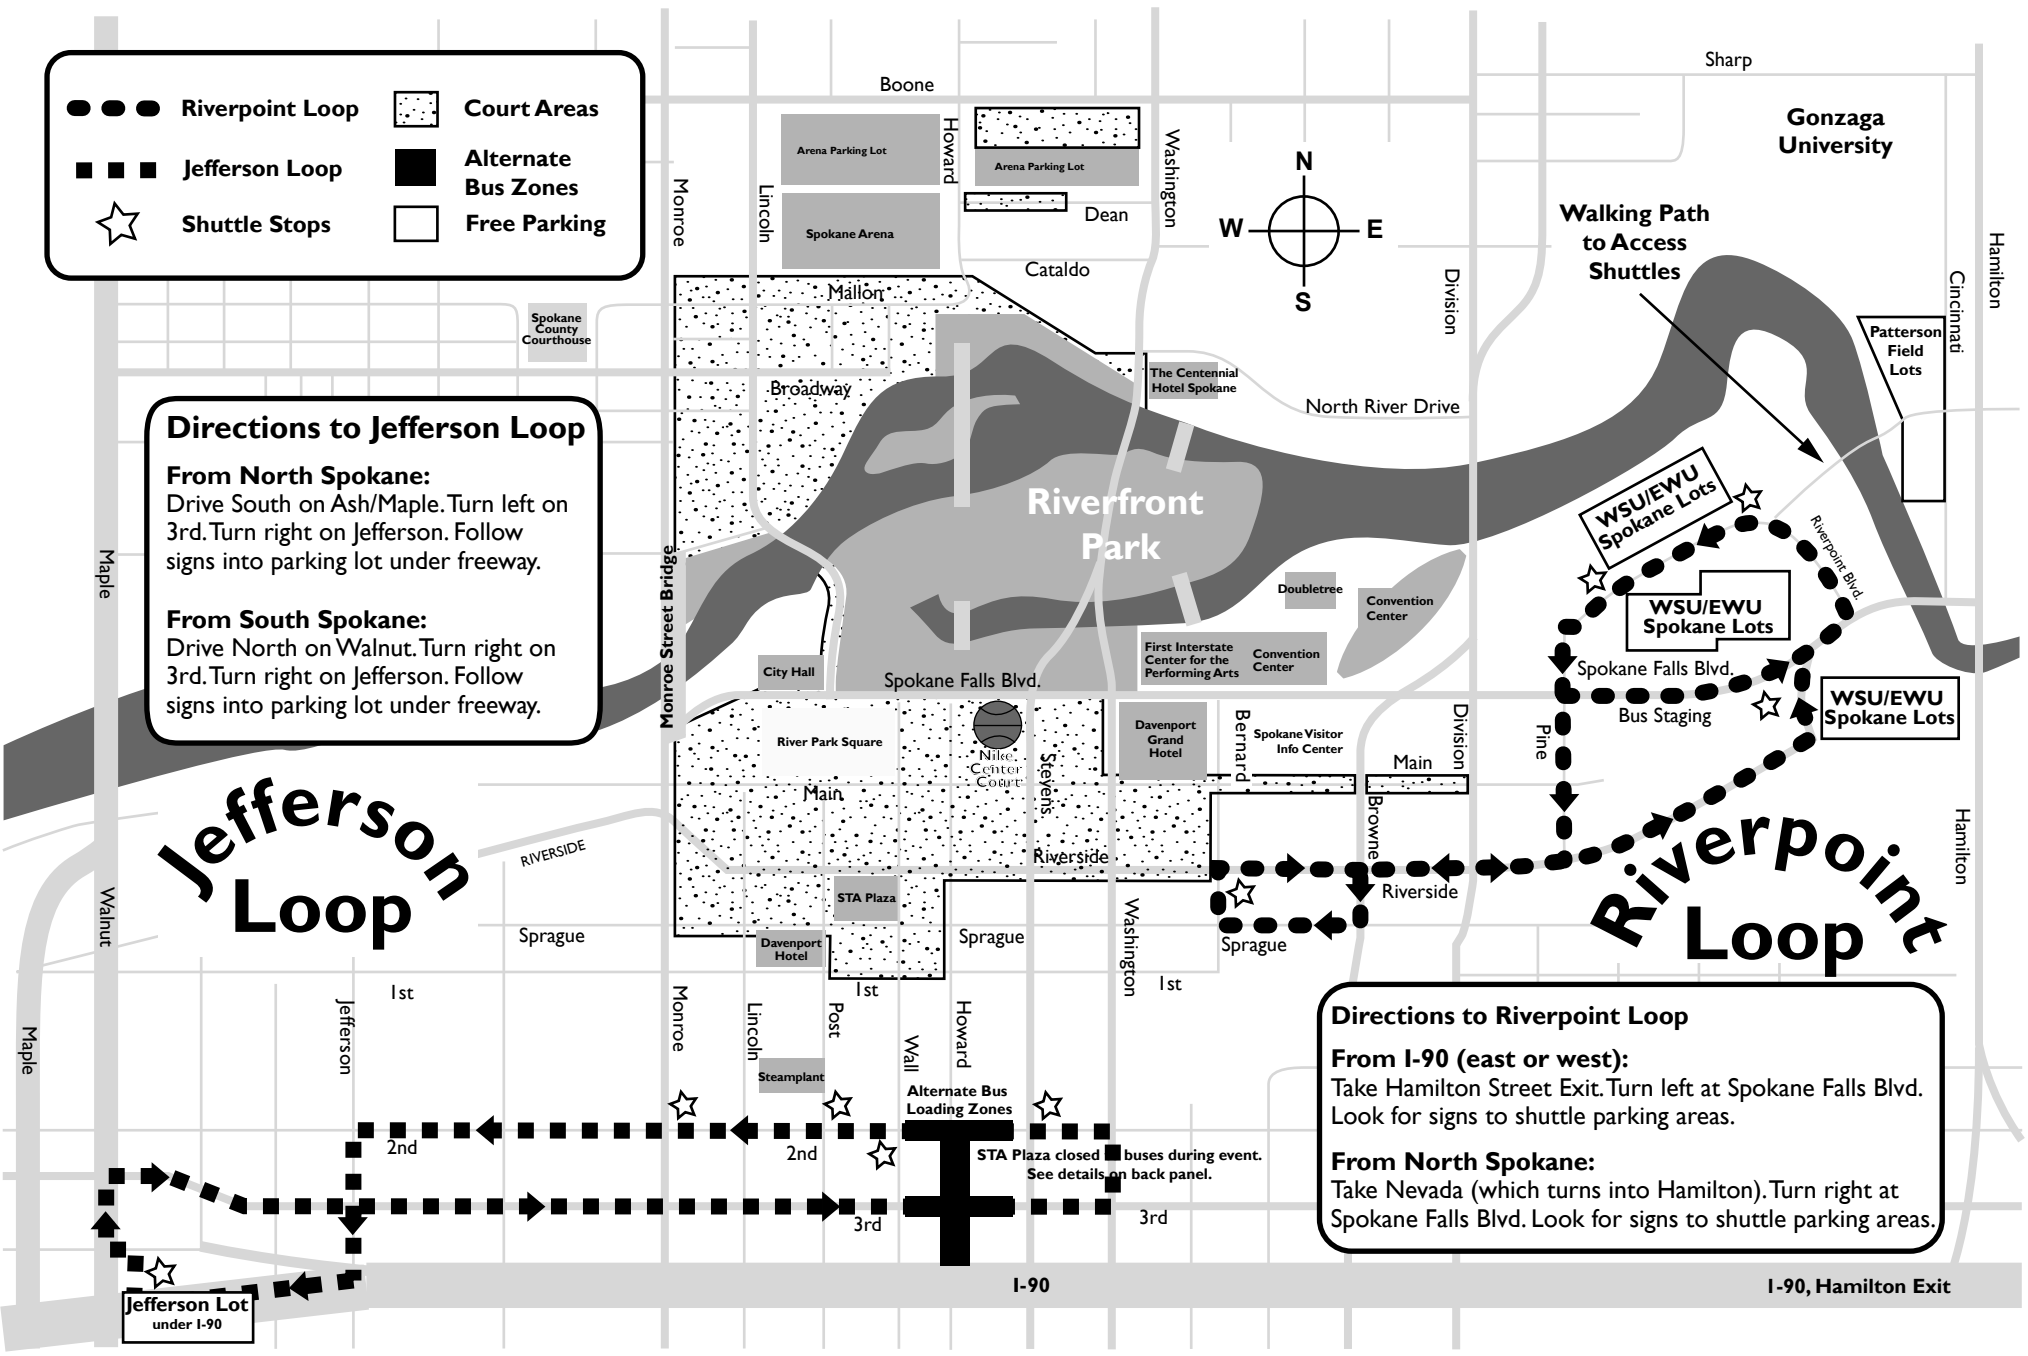 Riverpoint Loop
Jefferson Loop
Shuttle Stops
Court Areas
Alternate
Bus Zones
Free Parking
Boone
Sharp
Gonzaga
University
Arena Parking Lot
Howard
Arena Parking Lot
Washington
Monroe
Lincoln
Spokane Arena
Dean
Cataldo
N
W
E
S
Walking Path
to Access
Shuttles
Division
Hamilton
Cincinnati
Mallon
Spokane
County
Courthouse
Broadway
The Centennial
Hotel Spokane
North River Drive
Patterson
Field
Lots
Directions to Jefferson Loop
From North Spokane:
Drive South on Ash/Maple. Turn left on
3rd. Turn right on Jefferson. Follow
signs into parking lot under freeway.
From South Spokane:
Drive North on Walnut. Turn right on
3rd. Turn right on Jefferson. Follow
signs into parking lot under freeway.
Maple
Monroe Street Bridge
Riverfront
Park
WSU/EWU
Spokane Lots
Riverpoint Blvd.
Doubletree
Convention
Center
WSU/EWU
Spokane Lots
First Interstate
Center for the
Performing Arts
Convention
Center
City Hall
Spokane Falls Blvd.
Spokane Falls Blvd.
Bus Staging
WSU/EWU
Spokane Lots
River Park Square
Nike
Center
Court
Stevens
Davenport
Grand
Hotel
Bernard
Spokane Visitor
Info Center
Division
Main
Pine
Main
Browne
Hamilton
Jefferson
Loop
RIVERSIDE
Riverside
Riverside
Riverpoint
Loop
Walnut
STA Plaza
Sprague
Davenport
Hotel
Sprague
Washington
Sprague
1st
1st
1st
Maple
Jefferson
Monroe
Lincoln
Post
Wall
Howard
Steamplant
Alternate Bus
Loading Zones
2nd
2nd
STA Plaza closed to buses during event.
See details on back panel.
3rd
3rd
Directions to Riverpoint Loop
From I-90 (east or west):
Take Hamilton Street Exit. Turn left at Spokane Falls Blvd.
Look for signs to shuttle parking areas.
From North Spokane:
Take Nevada (which turns into Hamilton). Turn right at
Spokane Falls Blvd. Look for signs to shuttle parking areas.
Jefferson Lot
under I-90
I-90
I-90, Hamilton Exit